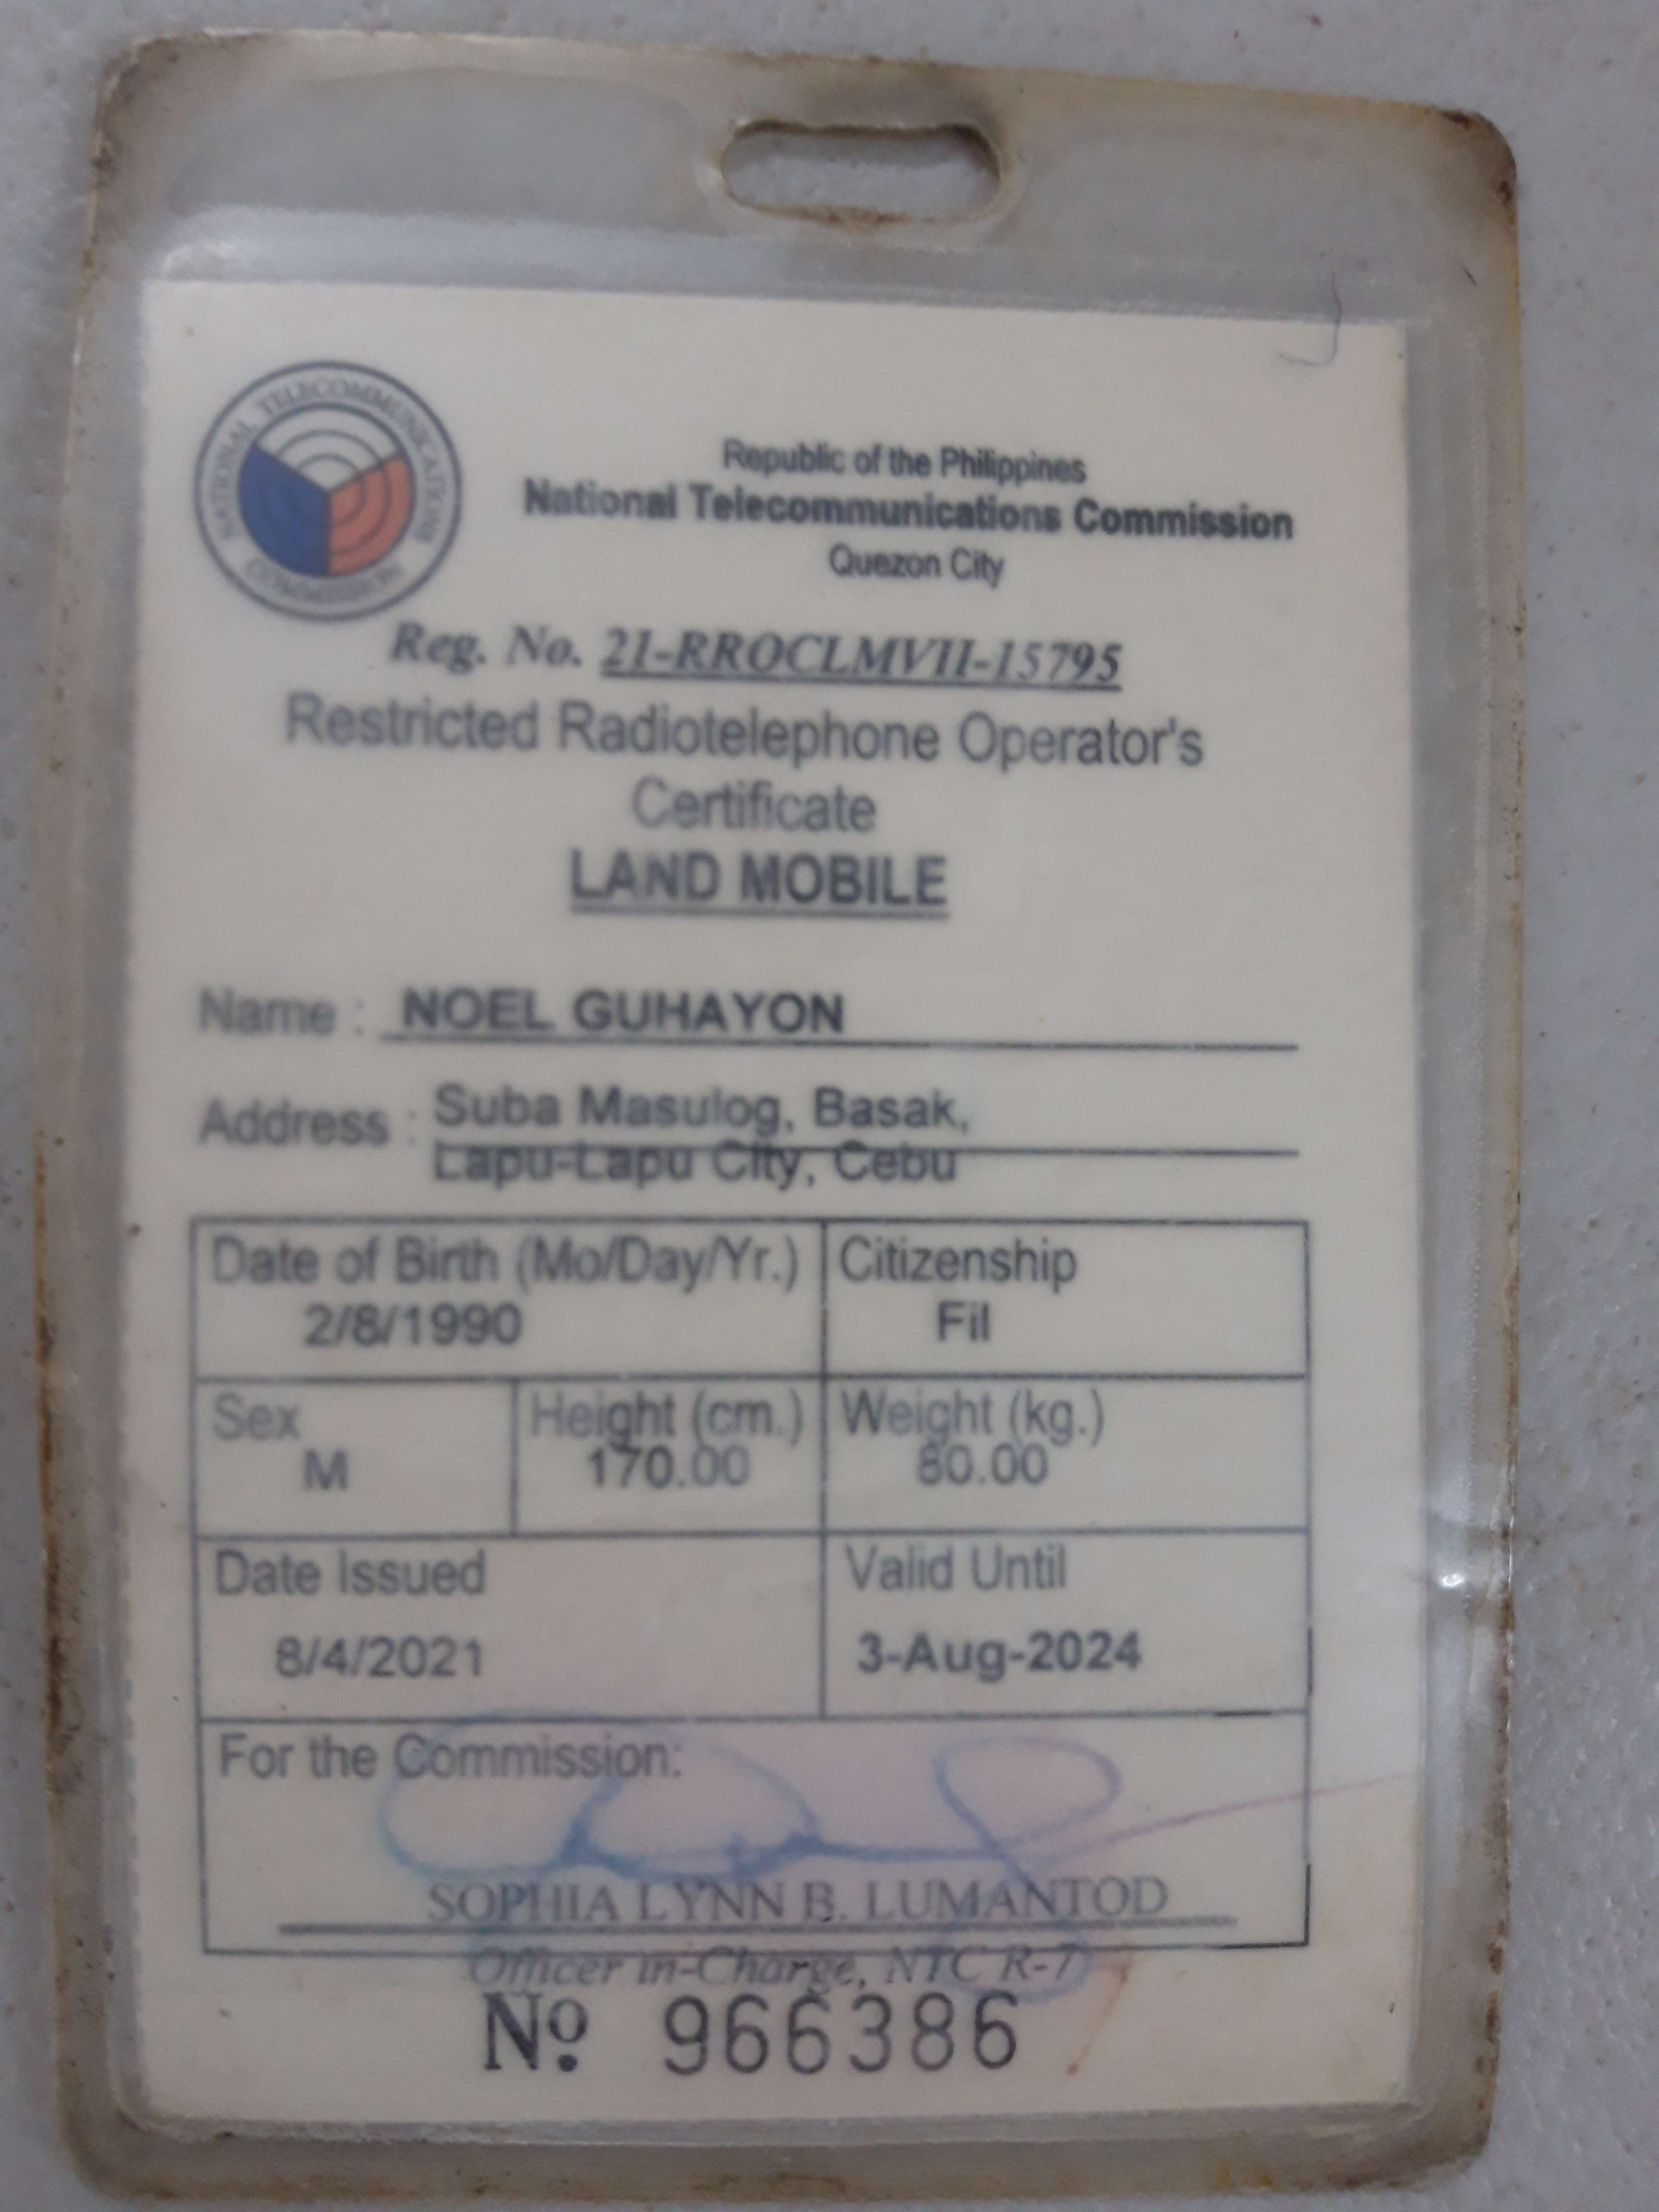 NATIONAL TELECOMMUNICATIONS COMMISSION
Republic of the Philippines
National Telecommunications Commission
Quezon City
Reg. No. 21-RROCLMVII-15795
Restricted Radiotelephone Operator's
Certificate
LAND MOBILE
Name : NOEL GUHAYON
Address : Suba Masulog, Basak,
Lapu-Lapu City, Cebu
Date of Birth (Mo/Day/Yr.) Citizenship
2/8/1990 Fil
Sex Height (cm.) Weight (kg.)
M 170.00 80.00
Date Issued Valid Until
8/4/2021 3-Aug-2024
For the Commission:
SOPHIA LYNN B. LUMANTOD
Officer in-Charge, NTC R-7
Nº 966386